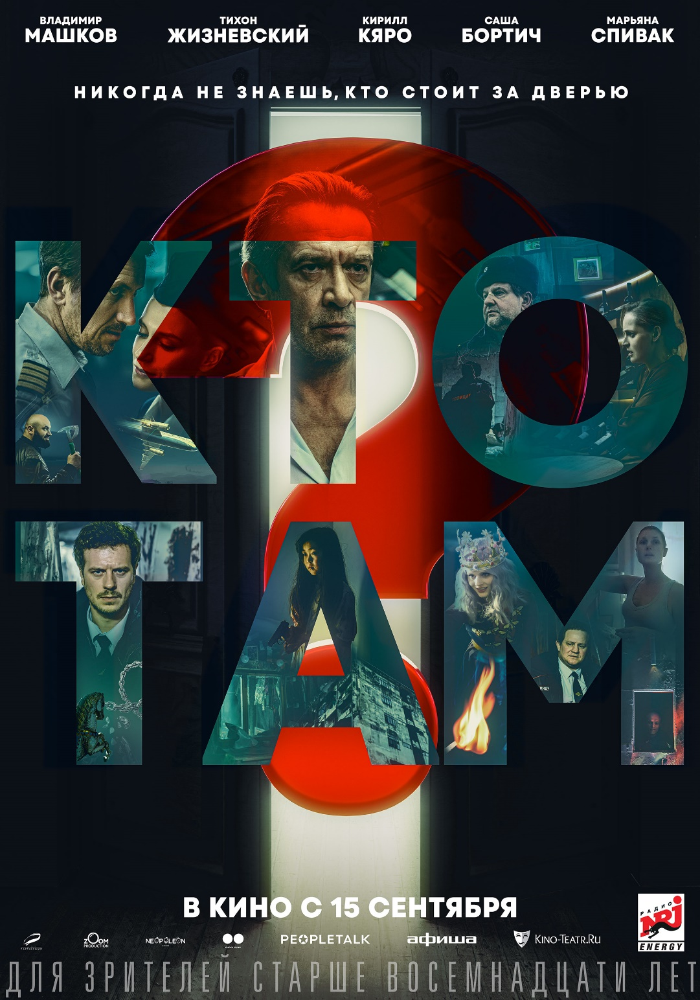 ВЛАДИМИР МАШКОВ
ТИХОН ЖИЗНЕВСКИЙ
КИРИЛЛ КЯРО
САША БОРТИЧ
МАРЬЯНА СПИВАК
НИКОГДА НЕ ЗНАЕШЬ, КТО СТОИТ ЗА ДВЕРЬЮ
КТО
ТАМ
?
ПОЛИЦИЯ
В КИНО С 15 СЕНТЯБРЯ
ZOOM PRODUCTION
NEOPOLEON
PEOPLETALK
афиша
KINO-TEATR.RU
РАДИО
NRJ
ENERGY
ДЛЯ ЗРИТЕЛЕЙ СТАРШЕ ВОСЕМНАДЦАТИ ЛЕТ